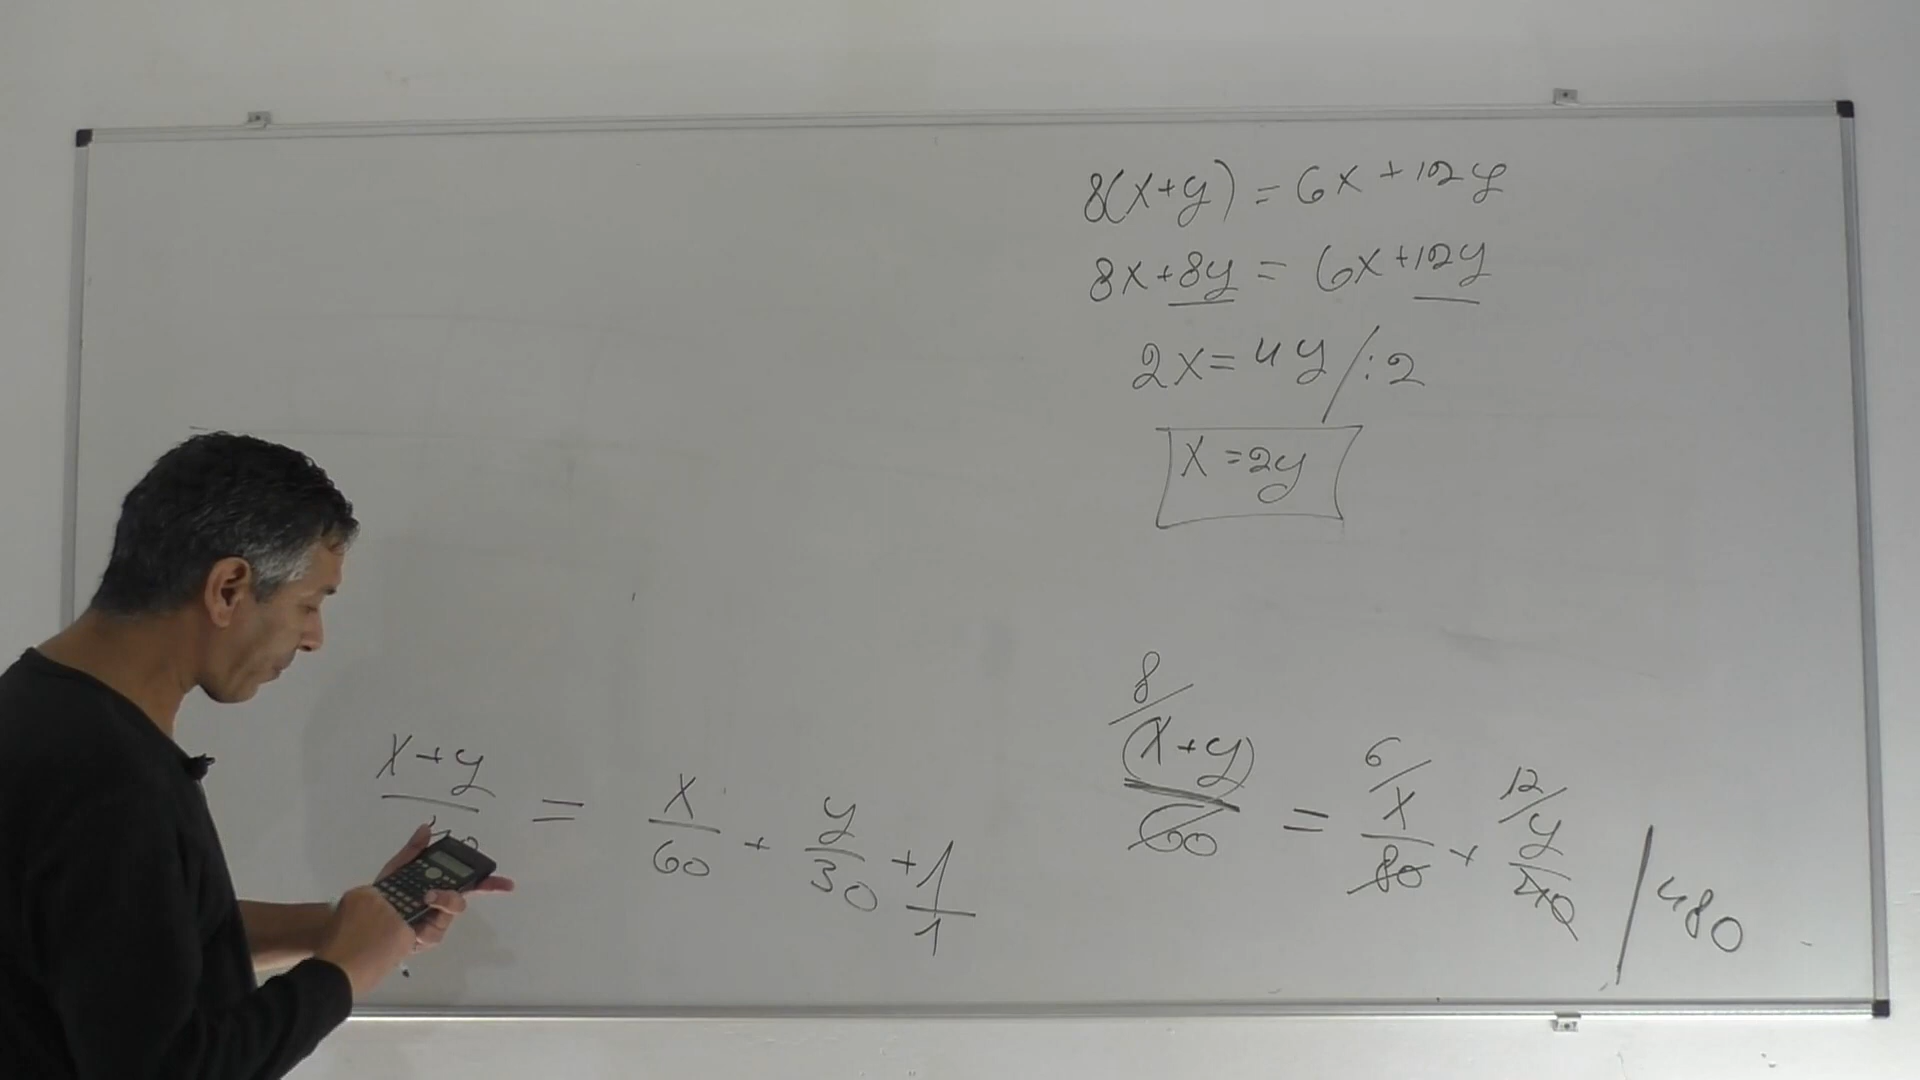 8(x+y) = 6x + 12y
8x+8y = 6x+12y
2x = 4y /:2
x = 2y
x+y = x/60 + y/30 + 1/1
8/ (x+y)/60 = 6/ x/80 + 12/ y/40 /480